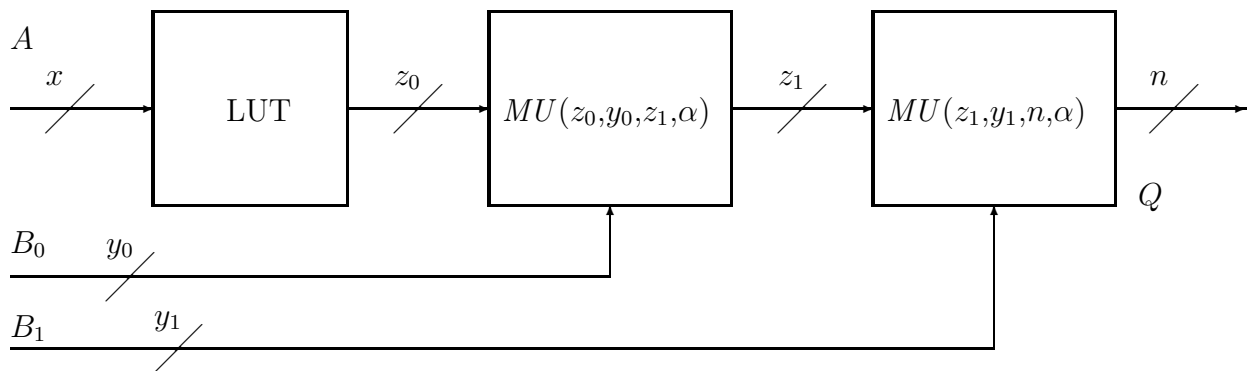 A
x
z₀
z₁
n
LUT
MU(z₀,y₀,z₁,α)
MU(z₁,y₁,n,α)
Q
B₀
y₀
B₁
y₁